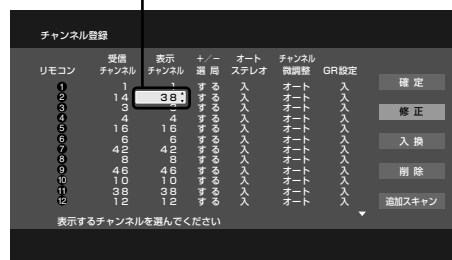 チャンネル登録
受信 表示 +/− オート チャンネル
リモコン チャンネル チャンネル 選局 ステレオ 微調整 GR設定
1 1 1 する 入 オート 入
2 14 38 する 入 オート 入
3 3 3 する 入 オート 入
4 4 4 する 入 オート 入
5 16 16 する 入 オート 入
6 6 6 する 入 オート 入
7 42 42 する 入 オート 入
8 8 8 する 入 オート 入
9 46 46 する 入 オート 入
10 10 10 する 入 オート 入
11 38 38 する 入 オート 入
12 12 12 する 入 オート 入
表示するチャンネルを選んでください
確定
修正
入換
削除
追加スキャン